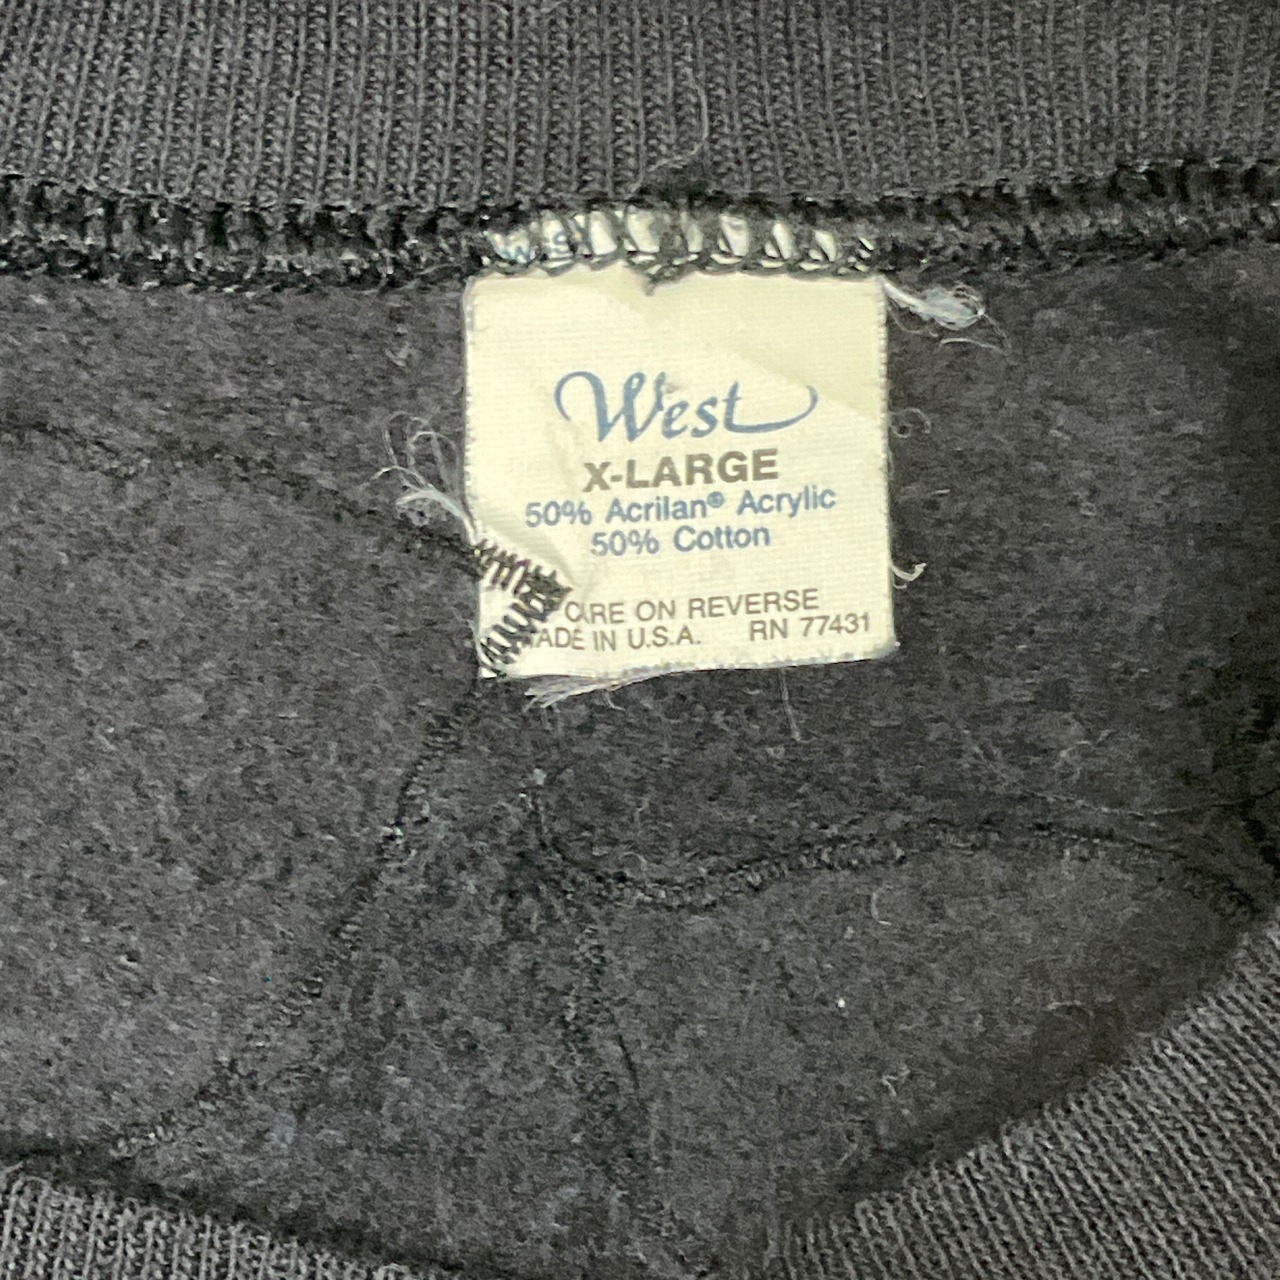 West
X-LARGE
50% Acrilan® Acrylic
50% Cotton
CARE ON REVERSE
MADE IN U.S.A. RN 77431